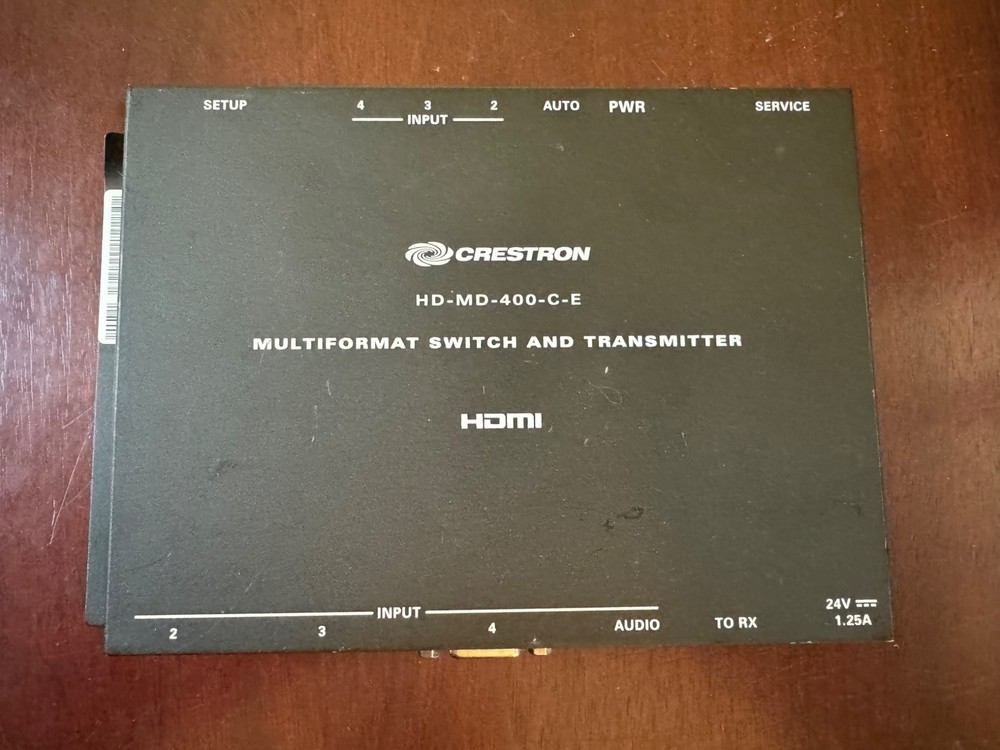 SETUP 4 3 2 AUTO PWR SERVICE
INPUT
CRESTRON
HD-MD-400-C-E
MULTIFORMAT SWITCH AND TRANSMITTER
HDMI
INPUT 24V
2 3 4 AUDIO TO RX 1.25A